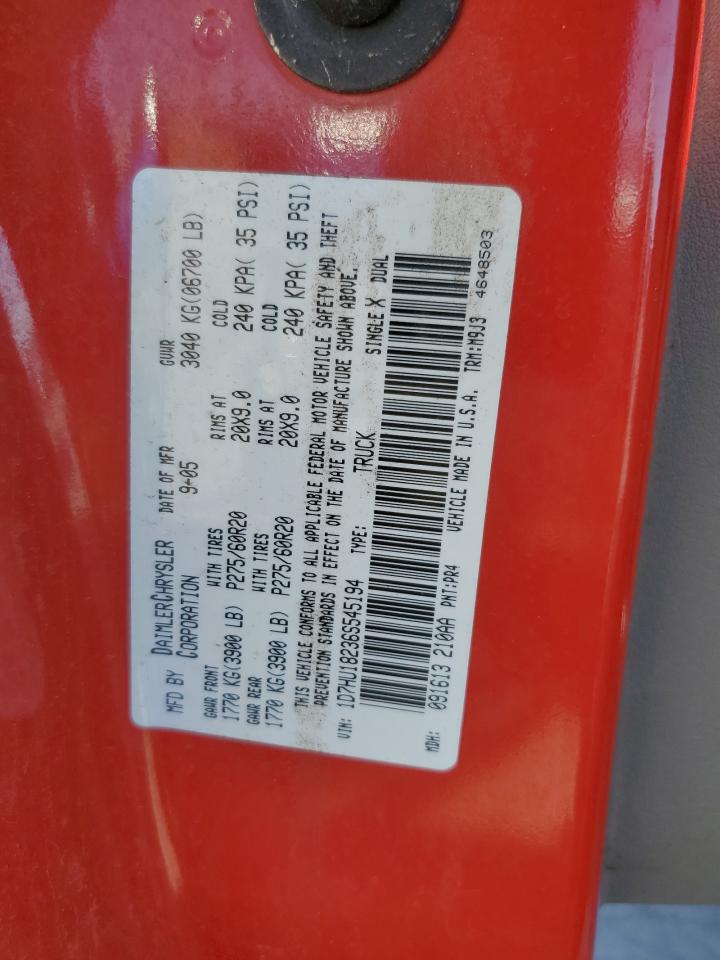 MFD BY DAIMLERCHRYSLER CORPORATION DATE OF MFR 9-05 GVWR 3040 KG(06700 LB)
GAWR FRONT WITH TIRES RIMS AT COLD
1770 KG(3900 LB) P275/60R20 20X9.0 240 KPA( 35 PSI)
GAWR REAR WITH TIRES RIMS AT COLD
1770 KG(3900 LB) P275/60R20 20X9.0 240 KPA( 35 PSI)
THIS VEHICLE CONFORMS TO ALL APPLICABLE FEDERAL MOTOR VEHICLE SAFETY AND THEFT
PREVENTION STANDARDS IN EFFECT ON THE DATE OF MANUFACTURE SHOWN ABOVE.
VIN: 1D7HU18236S545194 TYPE: TRUCK SINGLE X DUAL
MDH: 091613 210AA PNT:PR4 VEHICLE MADE IN U.S.A. TRM:M9J3 4648503